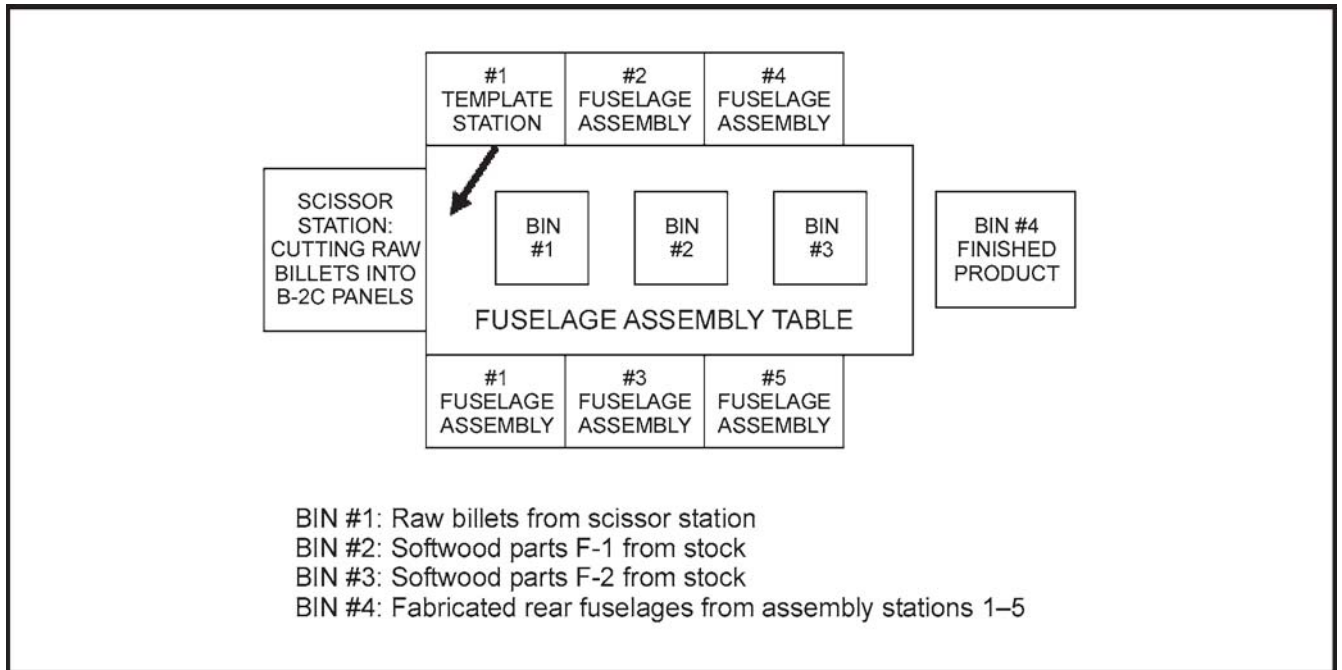 #1
TEMPLATE
STATION
#2
FUSELAGE
ASSEMBLY
#4
FUSELAGE
ASSEMBLY
SCISSOR
STATION:
CUTTING RAW
BILLETS INTO
B-2C PANELS
BIN
#1
BIN
#2
BIN
#3
BIN #4
FINISHED
PRODUCT
FUSELAGE ASSEMBLY TABLE
#1
FUSELAGE
ASSEMBLY
#3
FUSELAGE
ASSEMBLY
#5
FUSELAGE
ASSEMBLY
BIN #1: Raw billets from scissor station
BIN #2: Softwood parts F-1 from stock
BIN #3: Softwood parts F-2 from stock
BIN #4: Fabricated rear fuselages from assembly stations 1–5